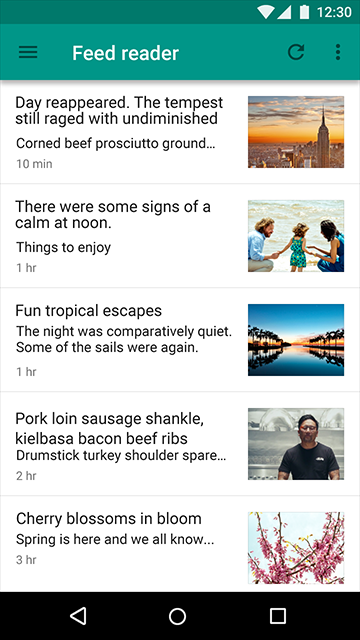 12:30
Feed reader
Day reappeared. The tempest
still raged with undiminished
Corned beef prosciutto ground...
10 min
There were some signs of a
calm at noon.
Things to enjoy
1 hr
Fun tropical escapes
The night was comparatively quiet.
Some of the sails were again.
1 hr
Pork loin sausage shankle,
kielbasa bacon beef ribs
Drumstick turkey shoulder spare...
2 hr
Cherry blossoms in bloom
Spring is here and we all know...
3 hr